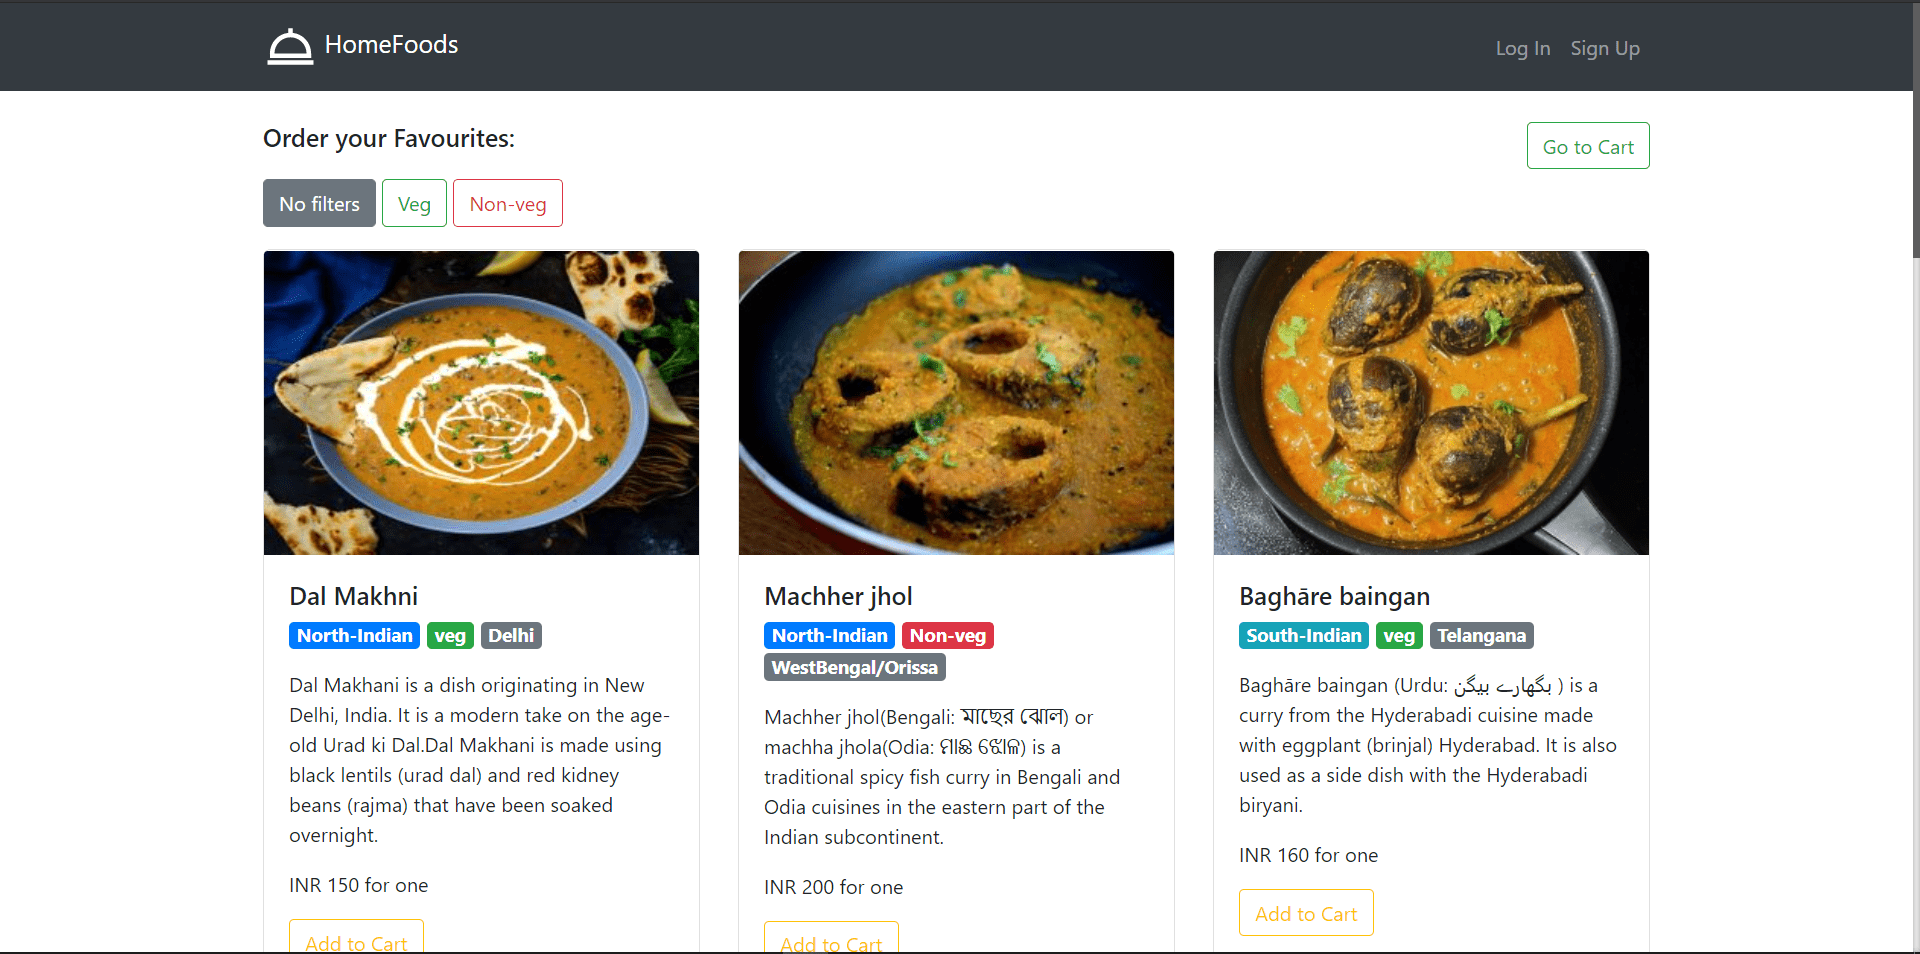 HomeFoods
Log In
Sign Up
Order your Favourites:
Go to Cart
No filters
Veg
Non-veg
Dal Makhni
North-Indian veg Delhi
Dal Makhani is a dish originating in New
Delhi, India. It is a modern take on the age-
old Urad ki Dal.Dal Makhani is made using
black lentils (urad dal) and red kidney
beans (rajma) that have been soaked
overnight.
INR 150 for one
Add to Cart
Machher jhol
North-Indian Non-veg
WestBengal/Orissa
Machher jhol(Bengali: মাছের ঝোল) or
machha jhola(Odia: ମାଛ ଝୋଳ) is a
traditional spicy fish curry in Bengali and
Odia cuisines in the eastern part of the
Indian subcontinent.
INR 200 for one
Add to Cart
Baghāre baingan
South-Indian veg Telangana
Baghāre baingan (Urdu: بگھارے بیگن ) is a
curry from the Hyderabadi cuisine made
with eggplant (brinjal) Hyderabad. It is also
used as a side dish with the Hyderabadi
biryani.
INR 160 for one
Add to Cart